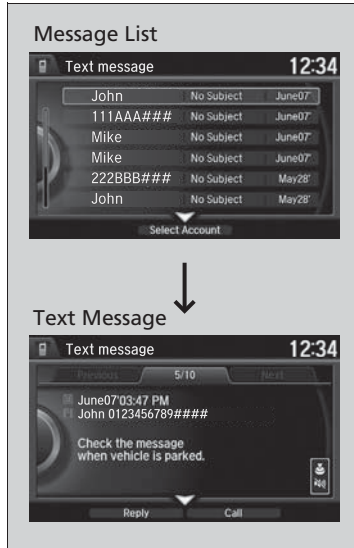 Message List
Text message 12:34
John No Subject June07'
111AAA### No Subject June07'
Mike No Subject June07'
Mike No Subject June07'
222BBB### No Subject May28'
John No Subject May28'
Select Account
Text Message
Text message 12:34
Previous 5/10 Next
June07'03:47 PM
John 0123456789####
Check the message
when vehicle is parked.
Reply Call